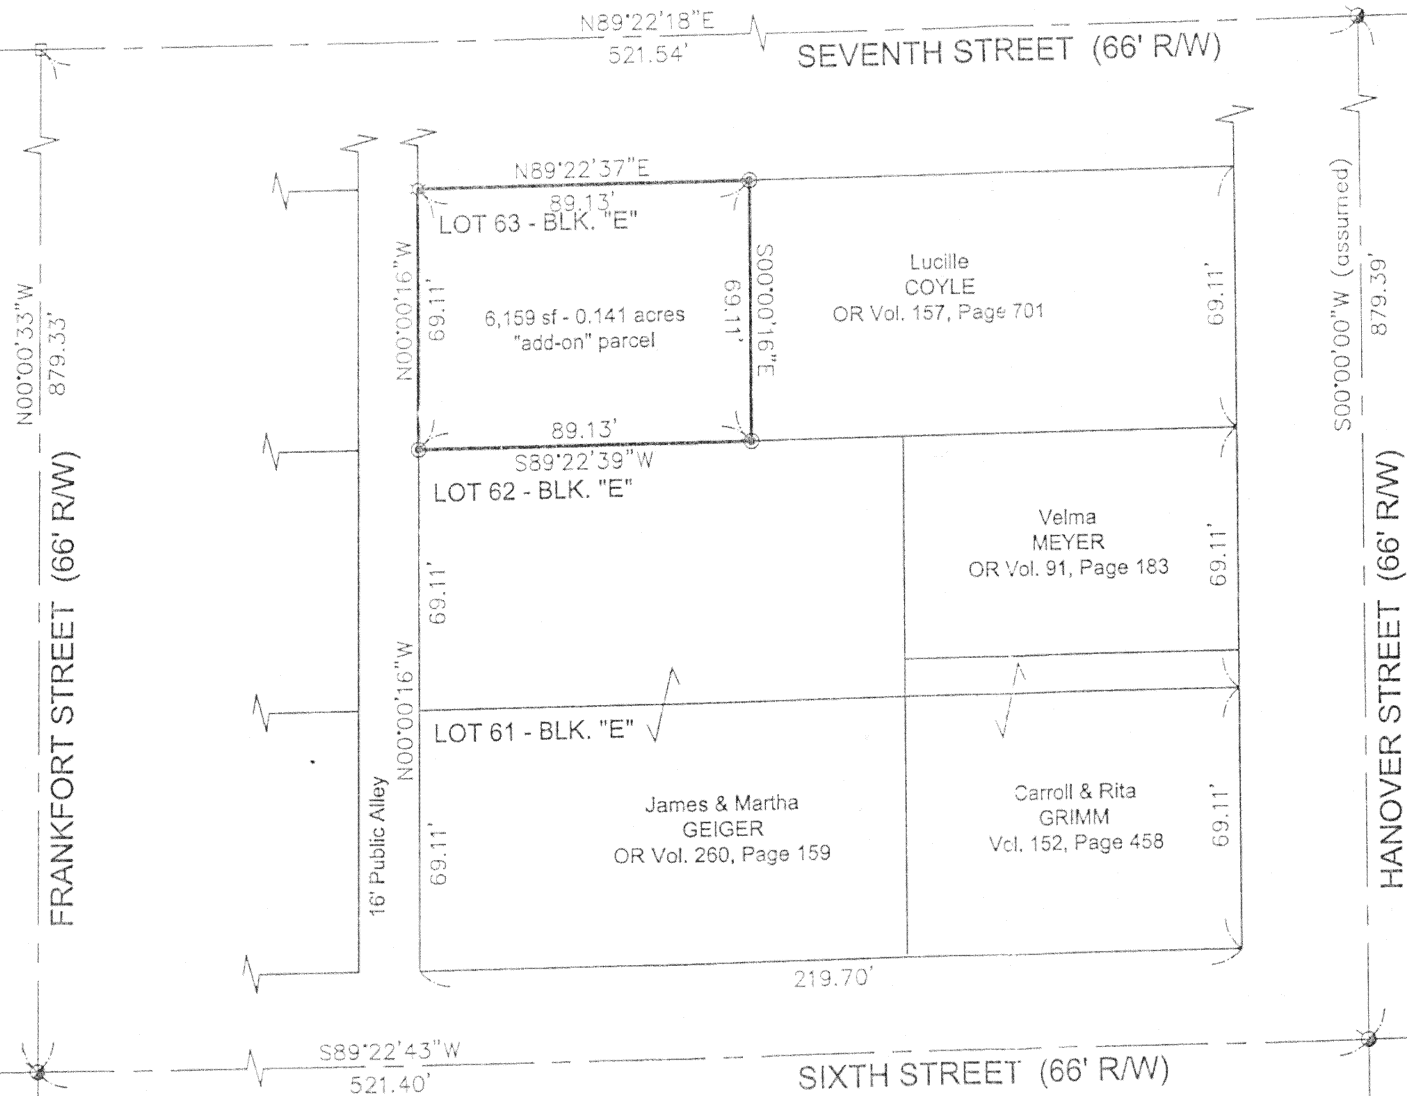 N89°22'18"E
521.54'
SEVENTH STREET (66' R/W)
N89°22'37"E
89.13'
LOT 63 - BLK. "E"
N00°00'16"W
69.11'
6,159 sf - 0.141 acres
"add-on" parcel
S00°00'16"E
69.11'
Lucille
COYLE
OR Vol. 157, Page 701
69.11'
S00°00'00"W (assumed)
879.39'
N00°00'33"W
879.33'
89.13'
S89°22'39"W
LOT 62 - BLK. "E"
Velma
MEYER
OR Vol. 91, Page 183
69.11'
69.11'
N00°00'16"W
FRANKFORT STREET (66' R/W)
HANOVER STREET (66' R/W)
LOT 61 - BLK. "E"
16' Public Alley
69.11'
James & Martha
GEIGER
OR Vol. 260, Page 159
Carroll & Rita
GRIMM
Vol. 152, Page 458
69.11'
219.70'
S89°22'43"W
521.40'
SIXTH STREET (66' R/W)